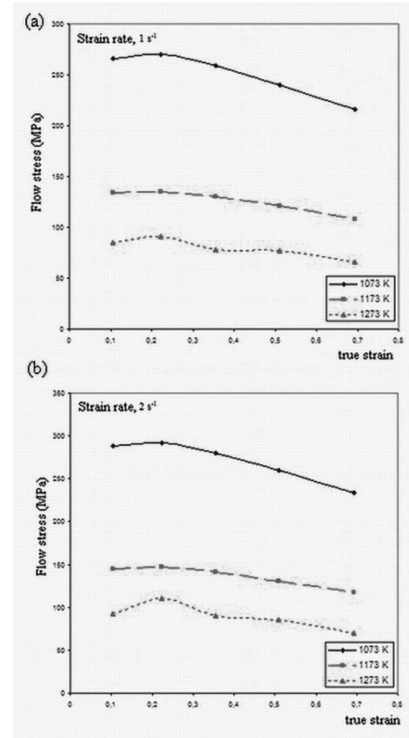 (a)
300
Strain rate, 1 s⁻¹
250
200
150
100
50
0
Flow stress (MPa)
1073 K
1173 K
1273 K
0 0,1 0,2 0,3 0,4 0,5 0,6 0,7 0,8
true strain
(b)
350
Strain rate, 2 s⁻¹
300
250
200
150
100
50
0
Flow stress (MPa)
1073 K
1173 K
1273 K
0 0,1 0,2 0,3 0,4 0,5 0,6 0,7 0,8
true strain